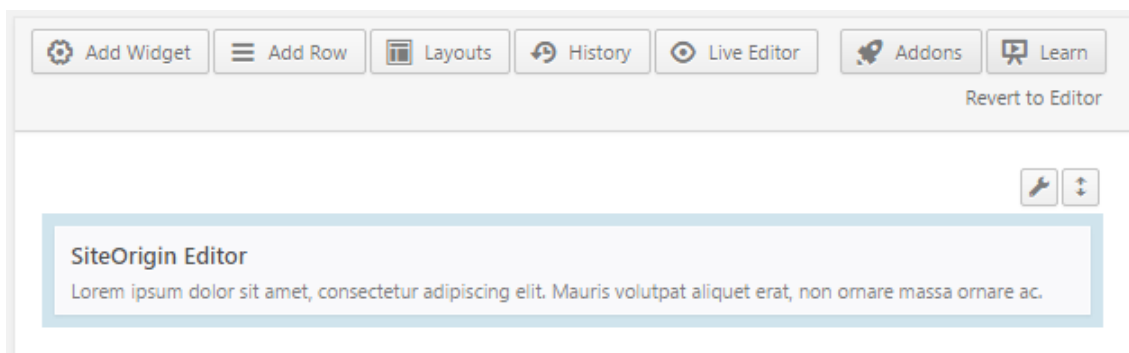 Add Widget Add Row Layouts History Live Editor Addons Learn
Revert to Editor
SiteOrigin Editor
Lorem ipsum dolor sit amet, consectetur adipiscing elit. Mauris volutpat aliquet erat, non ornare massa ornare ac.